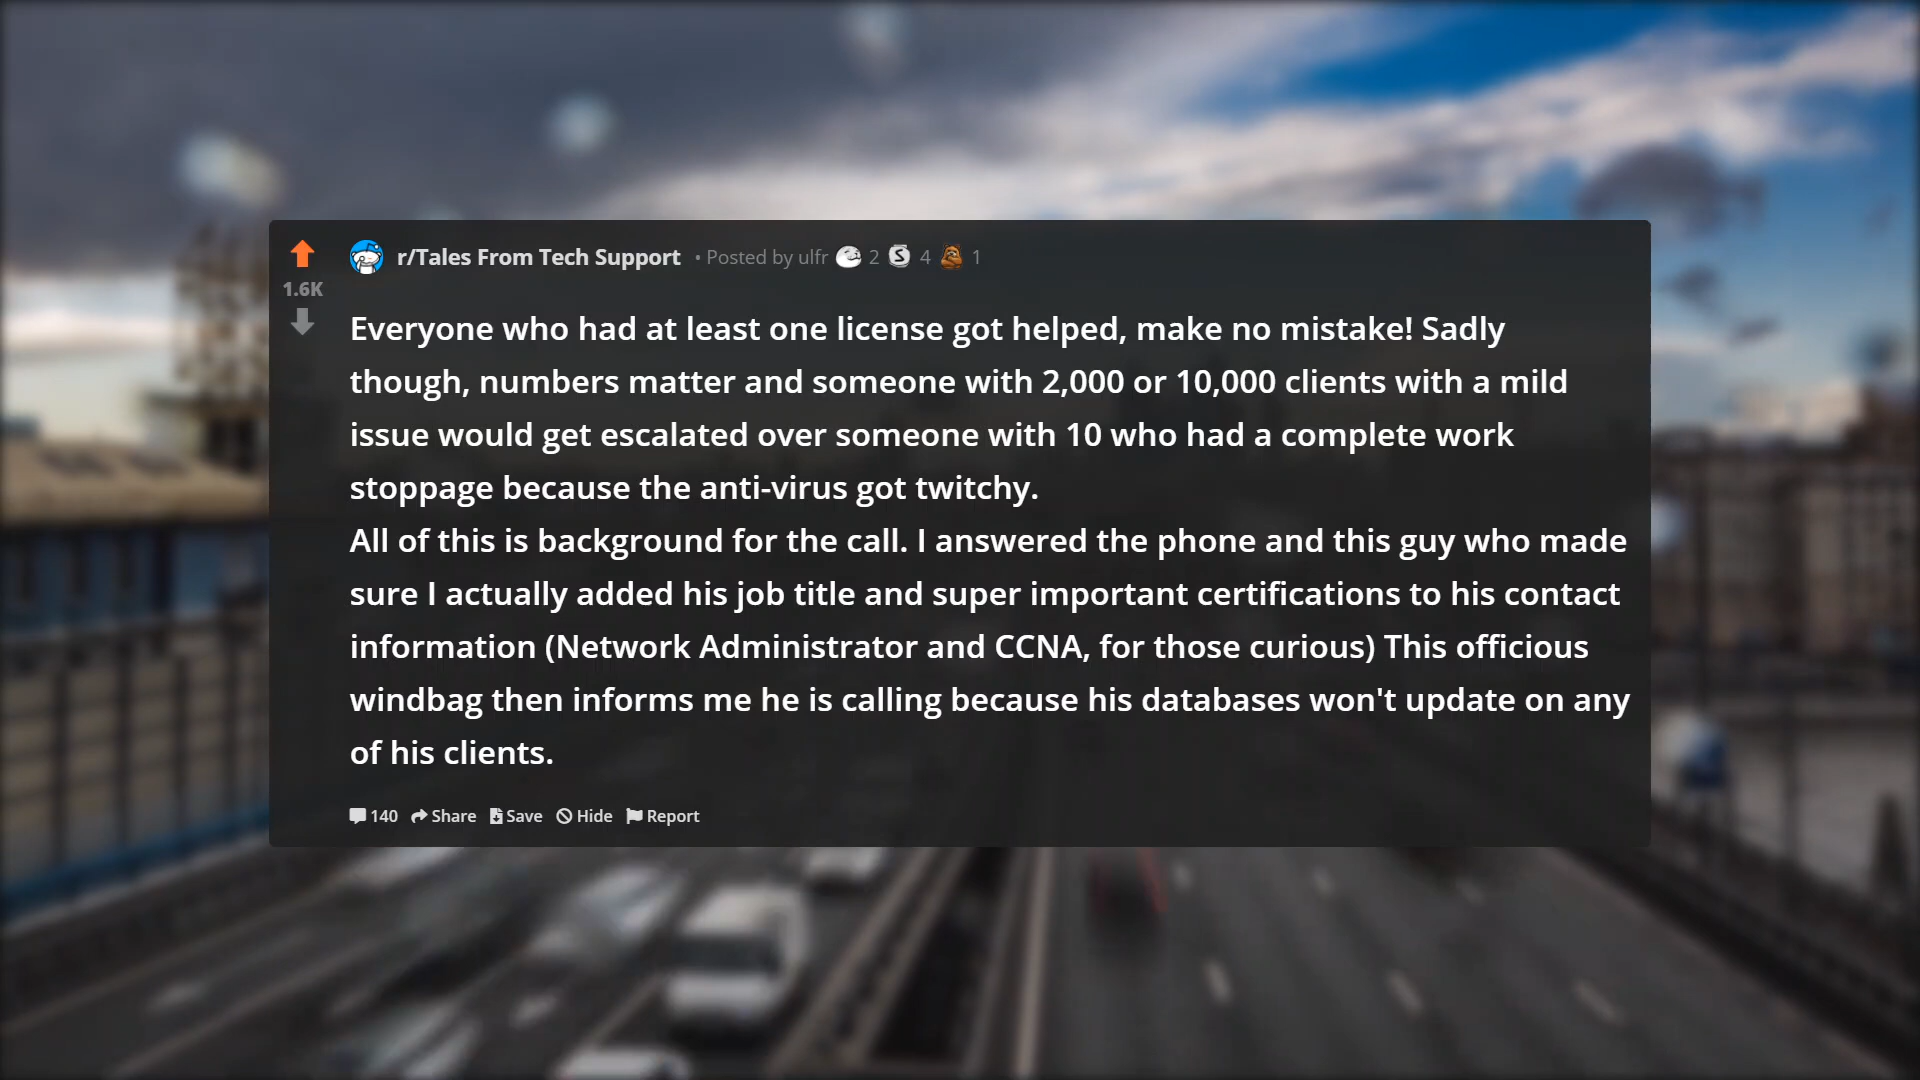 r/Tales From Tech Support • Posted by ulfr 2 S 4 1
1.6K
Everyone who had at least one license got helped, make no mistake! Sadly
though, numbers matter and someone with 2,000 or 10,000 clients with a mild
issue would get escalated over someone with 10 who had a complete work
stoppage because the anti-virus got twitchy.
All of this is background for the call. I answered the phone and this guy who made
sure I actually added his job title and super important certifications to his contact
information (Network Administrator and CCNA, for those curious) This officious
windbag then informs me he is calling because his databases won't update on any
of his clients.
140 Share Save Hide Report